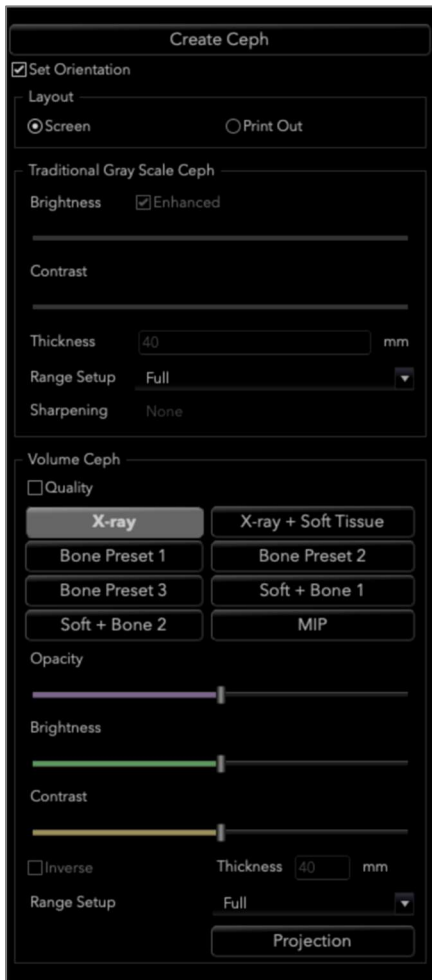 Create Ceph
Set Orientation
Layout
Screen Print Out
Traditional Gray Scale Ceph
Brightness Enhanced
Contrast
Thickness 40 mm
Range Setup Full
Sharpening None
Volume Ceph
Quality
X-ray X-ray + Soft Tissue
Bone Preset 1 Bone Preset 2
Bone Preset 3 Soft + Bone 1
Soft + Bone 2 MIP
Opacity
Brightness
Contrast
Inverse Thickness 40 mm
Range Setup Full
Projection